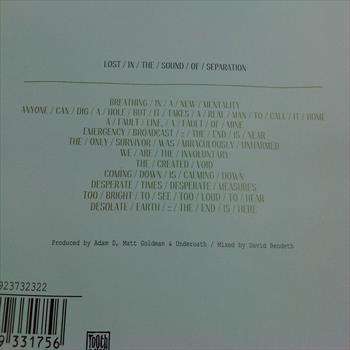 LOST / IN / THE / SOUND / OF / SEPARATION
BREATHING / IN / A / NEW / MENTALITY
ANYONE / CAN / DIG / A / HOLE / BUT / IT / TAKES / A / REAL / MAN / TO / CALL / IT / HOME
A / FAULT / LINE, / A / FAULT / OF / MINE
EMERGENCY / BROADCAST / :: / THE / END / IS / NEAR
THE / ONLY / SURVIVOR / WAS / MIRACULOUSLY / UNHARMED
WE / ARE / THE / INVOLUNTARY
THE / CREATED / VOID
COMING / DOWN / IS / CALMING / DOWN
DESPERATE / TIMES / DESPERATE / MEASURES
TOO / BRIGHT / TO / SEE / TOO / LOUD / TO / HEAR
DESOLATE / EARTH / :: / THE / END / IS / HERE
Produced by Adam D, Matt Goldman & Underoath / Mixed by David Bendeth
923732322
9 331756
Tooth